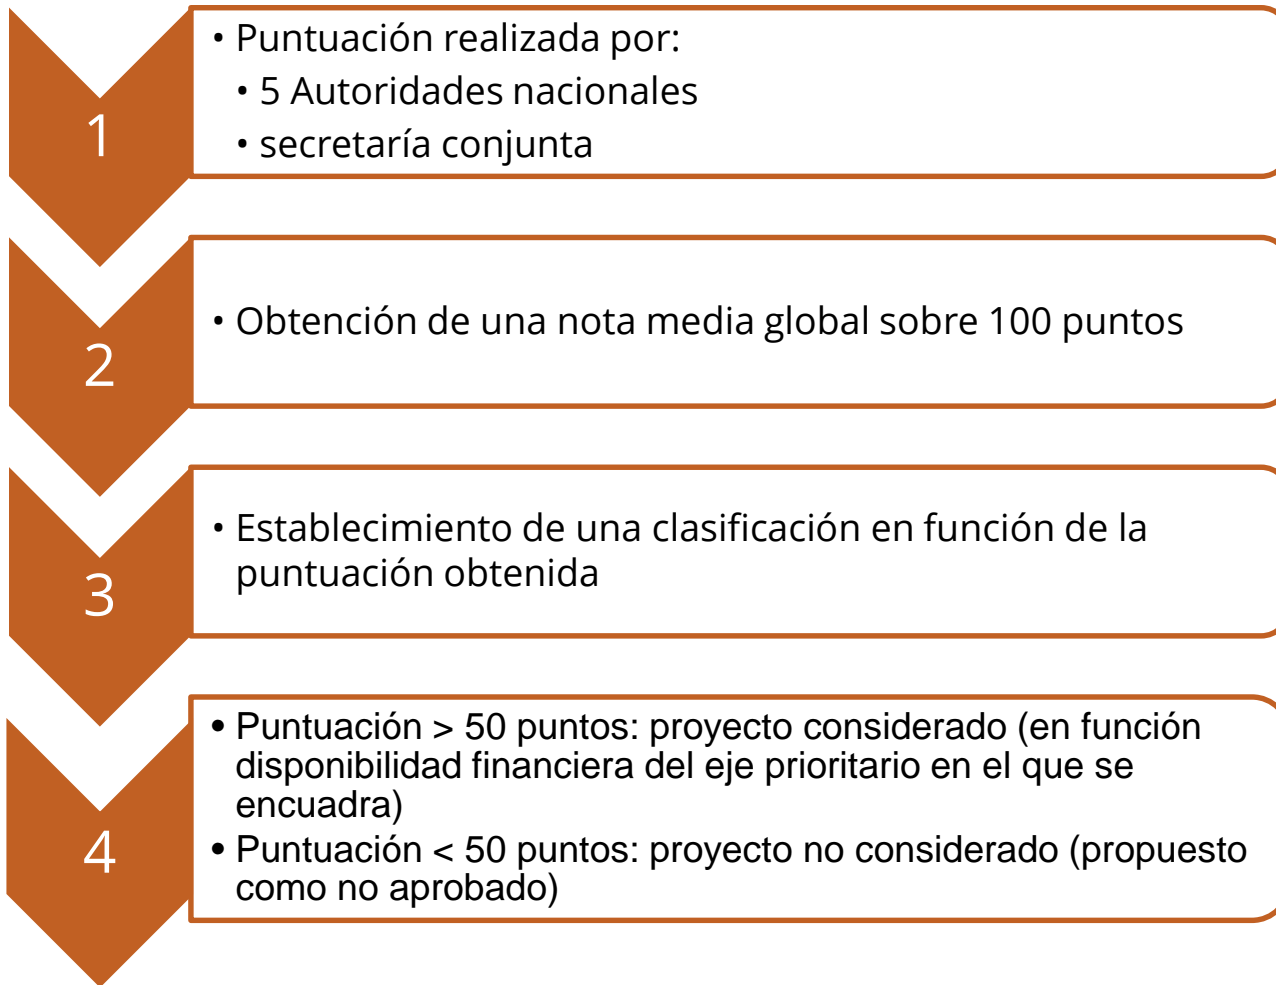 1
• Puntuación realizada por:
• 5 Autoridades nacionales
• secretaría conjunta
2
• Obtención de una nota media global sobre 100 puntos
3
• Establecimiento de una clasificación en función de la
puntuación obtenida
4
• Puntuación > 50 puntos: proyecto considerado (en función
disponibilidad financiera del eje prioritario en el que se
encuadra)
• Puntuación < 50 puntos: proyecto no considerado (propuesto
como no aprobado)